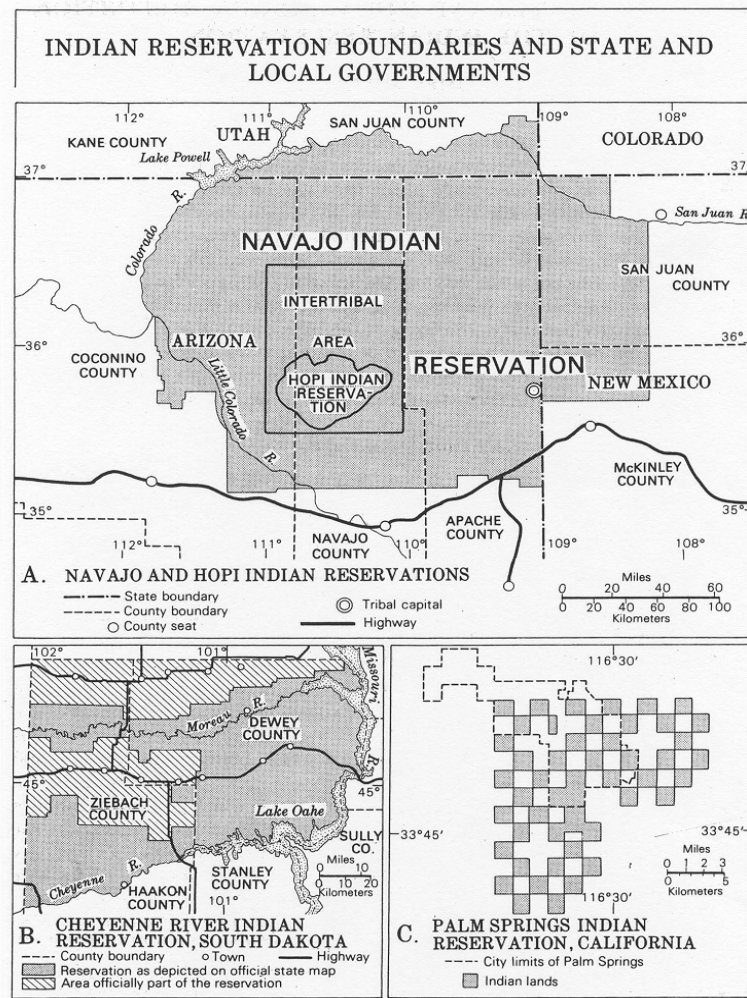 INDIAN RESERVATION BOUNDARIES AND STATE AND
LOCAL GOVERNMENTS
112°
111°
110°
109°
108°
KANE COUNTY
UTAH
SAN JUAN COUNTY
COLORADO
Lake Powell
37°
37°
Colorado R.
San Juan R.
NAVAJO INDIAN
SAN JUAN
COUNTY
INTERTRIBAL
AREA
36°
ARIZONA
36°
COCONINO
COUNTY
RESERVATION
HOPI INDIAN
RESERVA-
TION
NEW MEXICO
Little Colorado R.
McKINLEY
COUNTY
35°
35°
112°
111°
NAVAJO
COUNTY
110°
APACHE
COUNTY
109°
108°
A. NAVAJO AND HOPI INDIAN RESERVATIONS
State boundary
County boundary
County seat
Tribal capital
Highway
Miles
0 20 40 60
0 20 40 60 80 100
Kilometers
102°
101°
Missouri R.
Moreau R.
DEWEY
COUNTY
45°
45°
ZIEBACH
COUNTY
Lake Oahe
SULLY
CO.
Cheyenne R.
HAAKON
COUNTY
STANLEY
COUNTY
101°
Miles
0 10
0 10 20
Kilometers
B. CHEYENNE RIVER INDIAN
RESERVATION, SOUTH DAKOTA
County boundary
Town
Highway
Reservation as depicted on official state map
Area officially part of the reservation
116°30'
33°45'
33°45'
Miles
0 1 2 3
0 5
Kilometers
116°30'
C. PALM SPRINGS INDIAN
RESERVATION, CALIFORNIA
City limits of Palm Springs
Indian lands